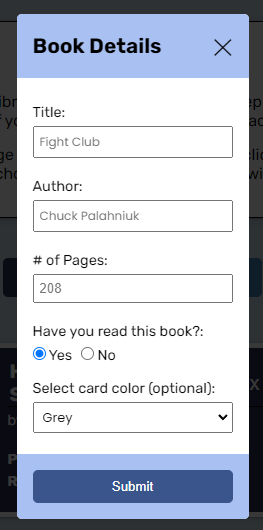 Book Details
Title:
Fight Club
Author:
Chuck Palahniuk
# of Pages:
208
Have you read this book?:
Yes No
Select card color (optional):
Grey
Submit